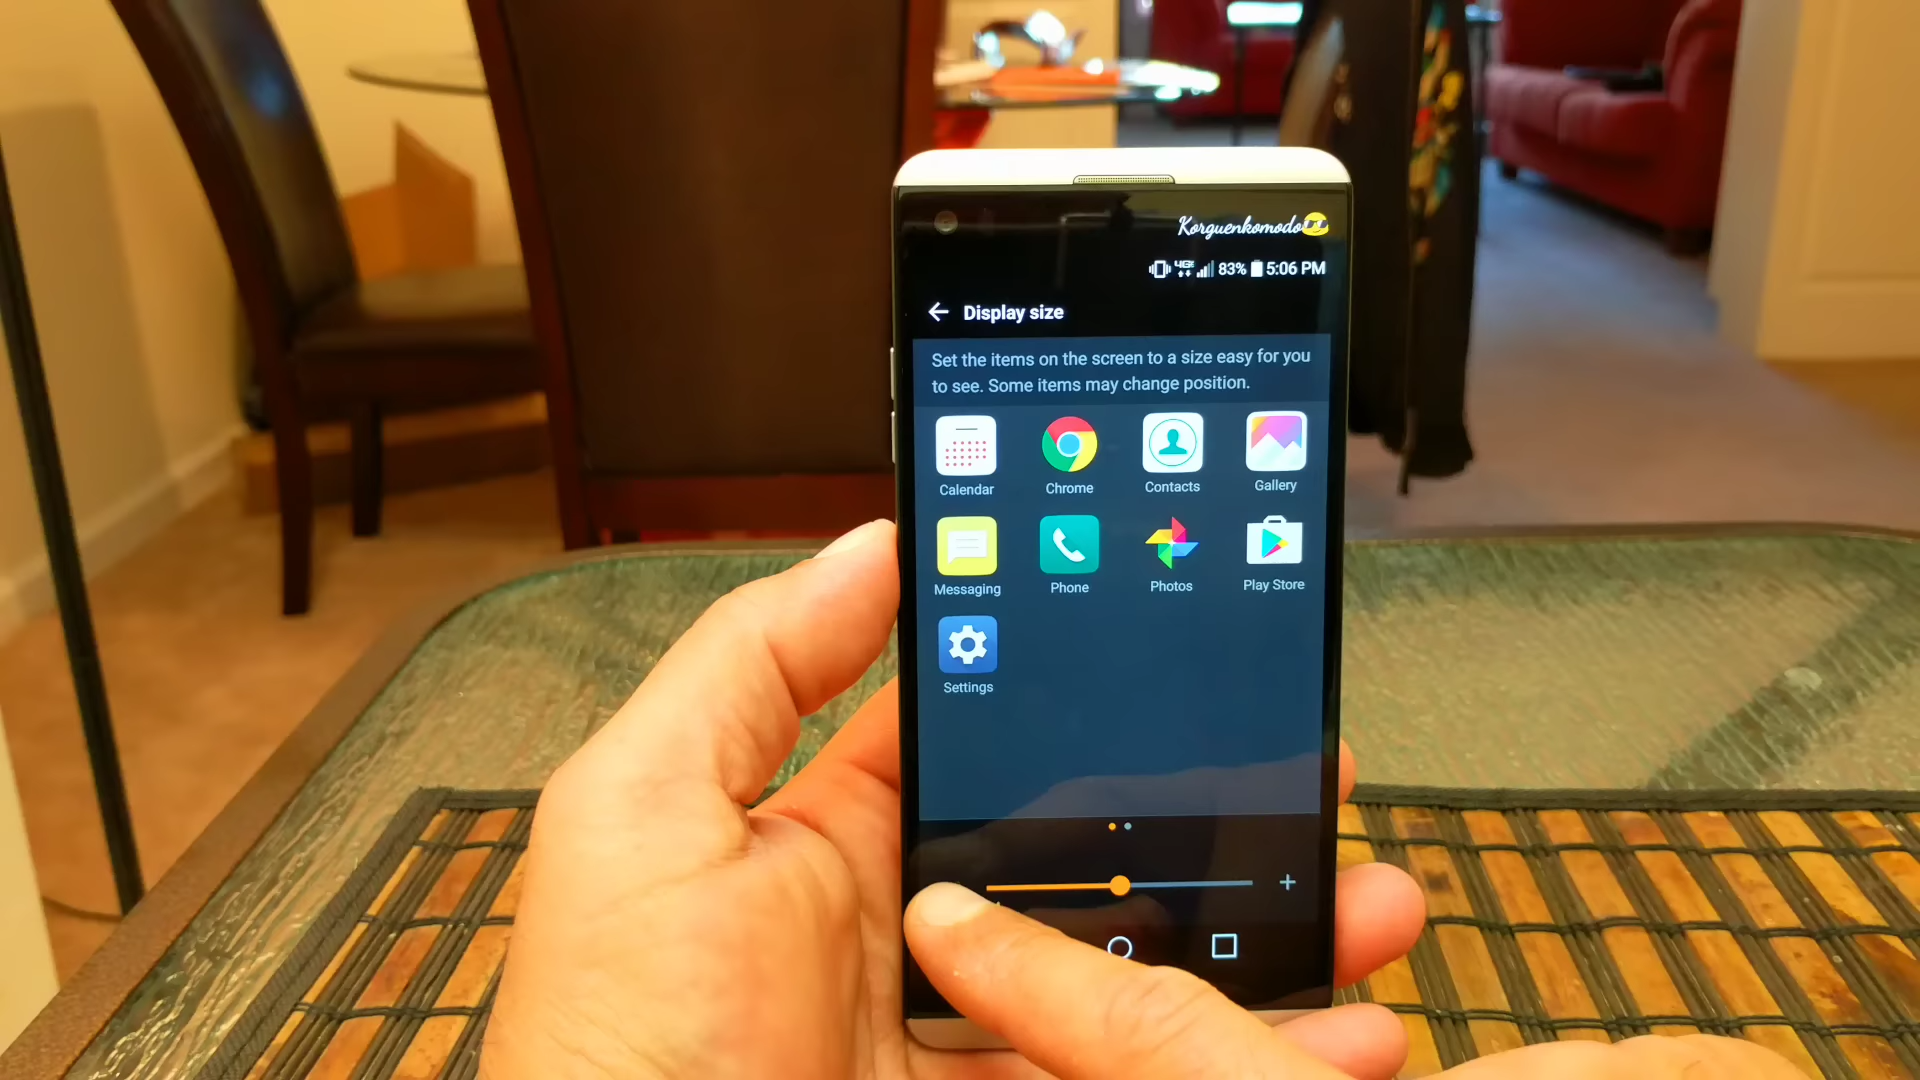 Korguenkomodo
4G 83% 5:06 PM
Display size
Set the items on the screen to a size easy for you
to see. Some items may change position.
Calendar Chrome Contacts Gallery
Messaging Phone Photos Play Store
Settings